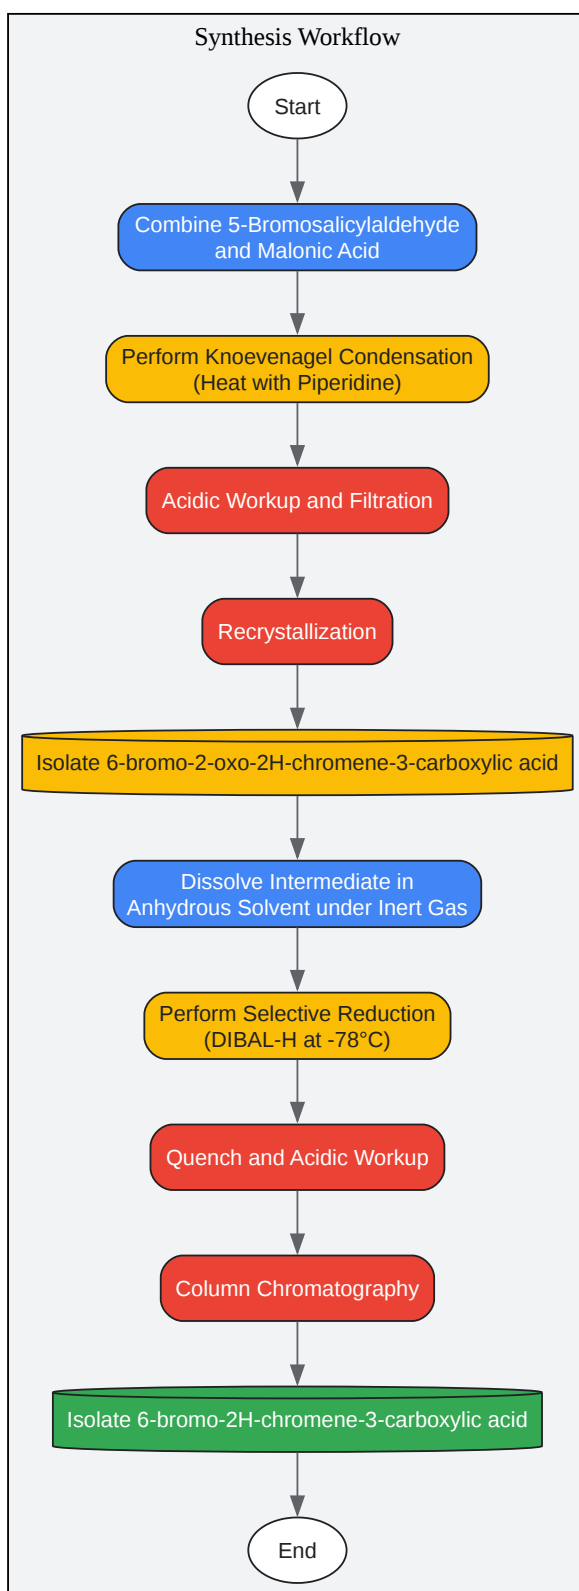 Synthesis Workflow
Start
Combine 5-Bromosalicylaldehyde
and Malonic Acid
Perform Knoevenagel Condensation
(Heat with Piperidine)
Acidic Workup and Filtration
Recrystallization
Isolate 6-bromo-2-oxo-2H-chromene-3-carboxylic acid
Dissolve Intermediate in
Anhydrous Solvent under Inert Gas
Perform Selective Reduction
(DIBAL-H at -78°C)
Quench and Acidic Workup
Column Chromatography
Isolate 6-bromo-2H-chromene-3-carboxylic acid
End